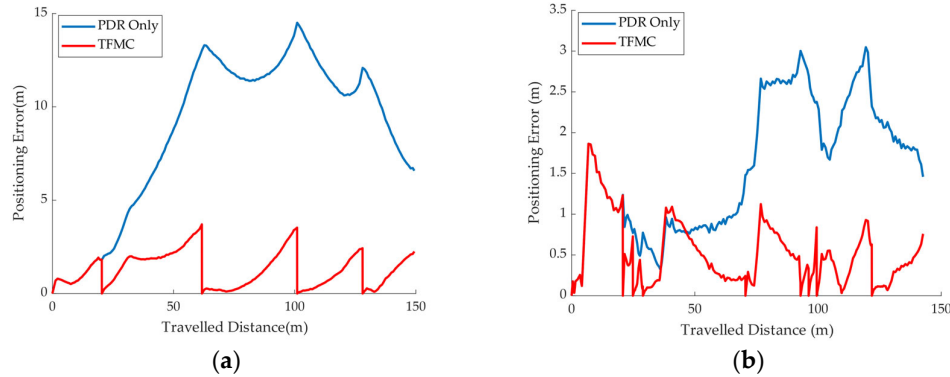 15
10
5
0
0
50
100
150
Positioning Error(m)
Travelled Distance(m)
PDR Only
TFMC
(a)
3.5
3
2.5
2
1.5
1
0.5
0
0
50
100
150
Positioning Error (m)
Travelled Distance (m)
PDR Only
TFMC
(b)